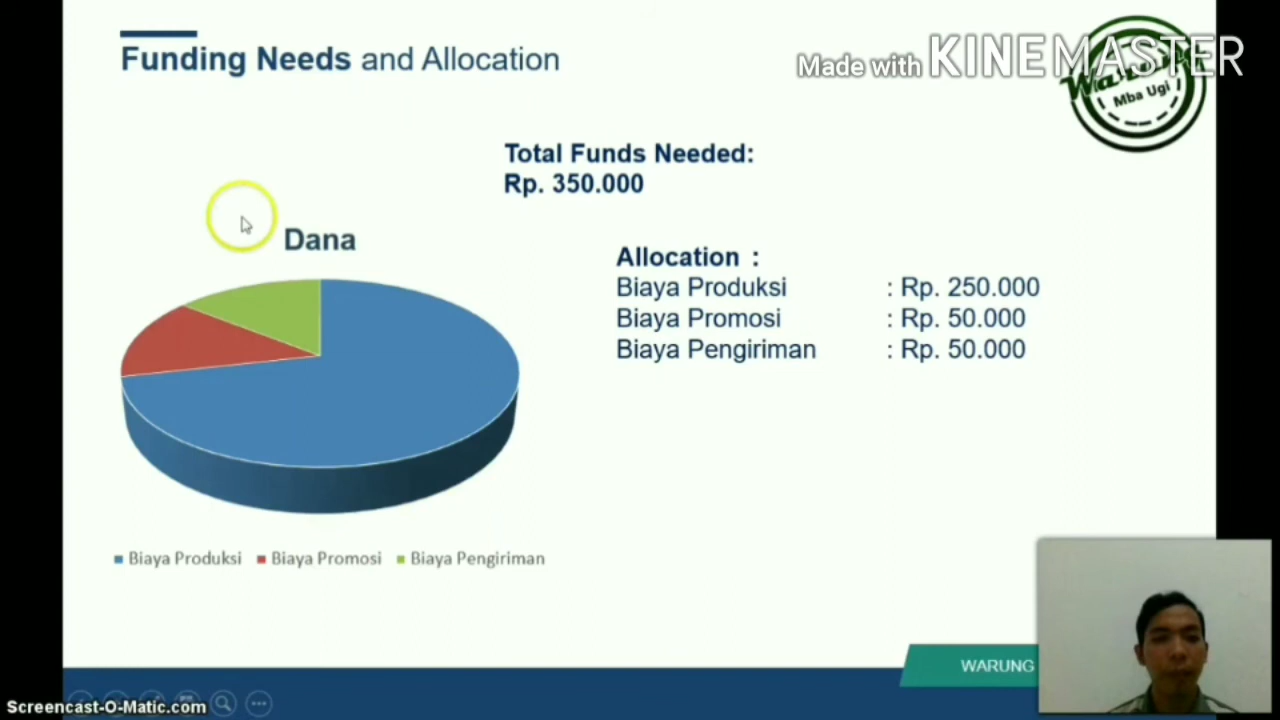 Funding Needs and Allocation
Made with KINEMASTER
Mba Ugi
Total Funds Needed:
Rp. 350.000
Dana
Allocation :
Biaya Produksi : Rp. 250.000
Biaya Promosi : Rp. 50.000
Biaya Pengiriman : Rp. 50.000
Biaya Produksi Biaya Promosi Biaya Pengiriman
WARUNG
Screencast-O-Matic.com